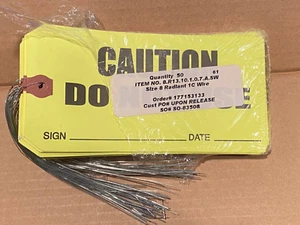 CAUTION
Quantity 50 61
ITEM NO. 8.R13.10.1.0.7.A.SW
Size 8 Radiant 1C Wire
Order# 177153133
Cust PO# UPON RELEASE
SO# SO-83508
DO
E
SIGN DATE